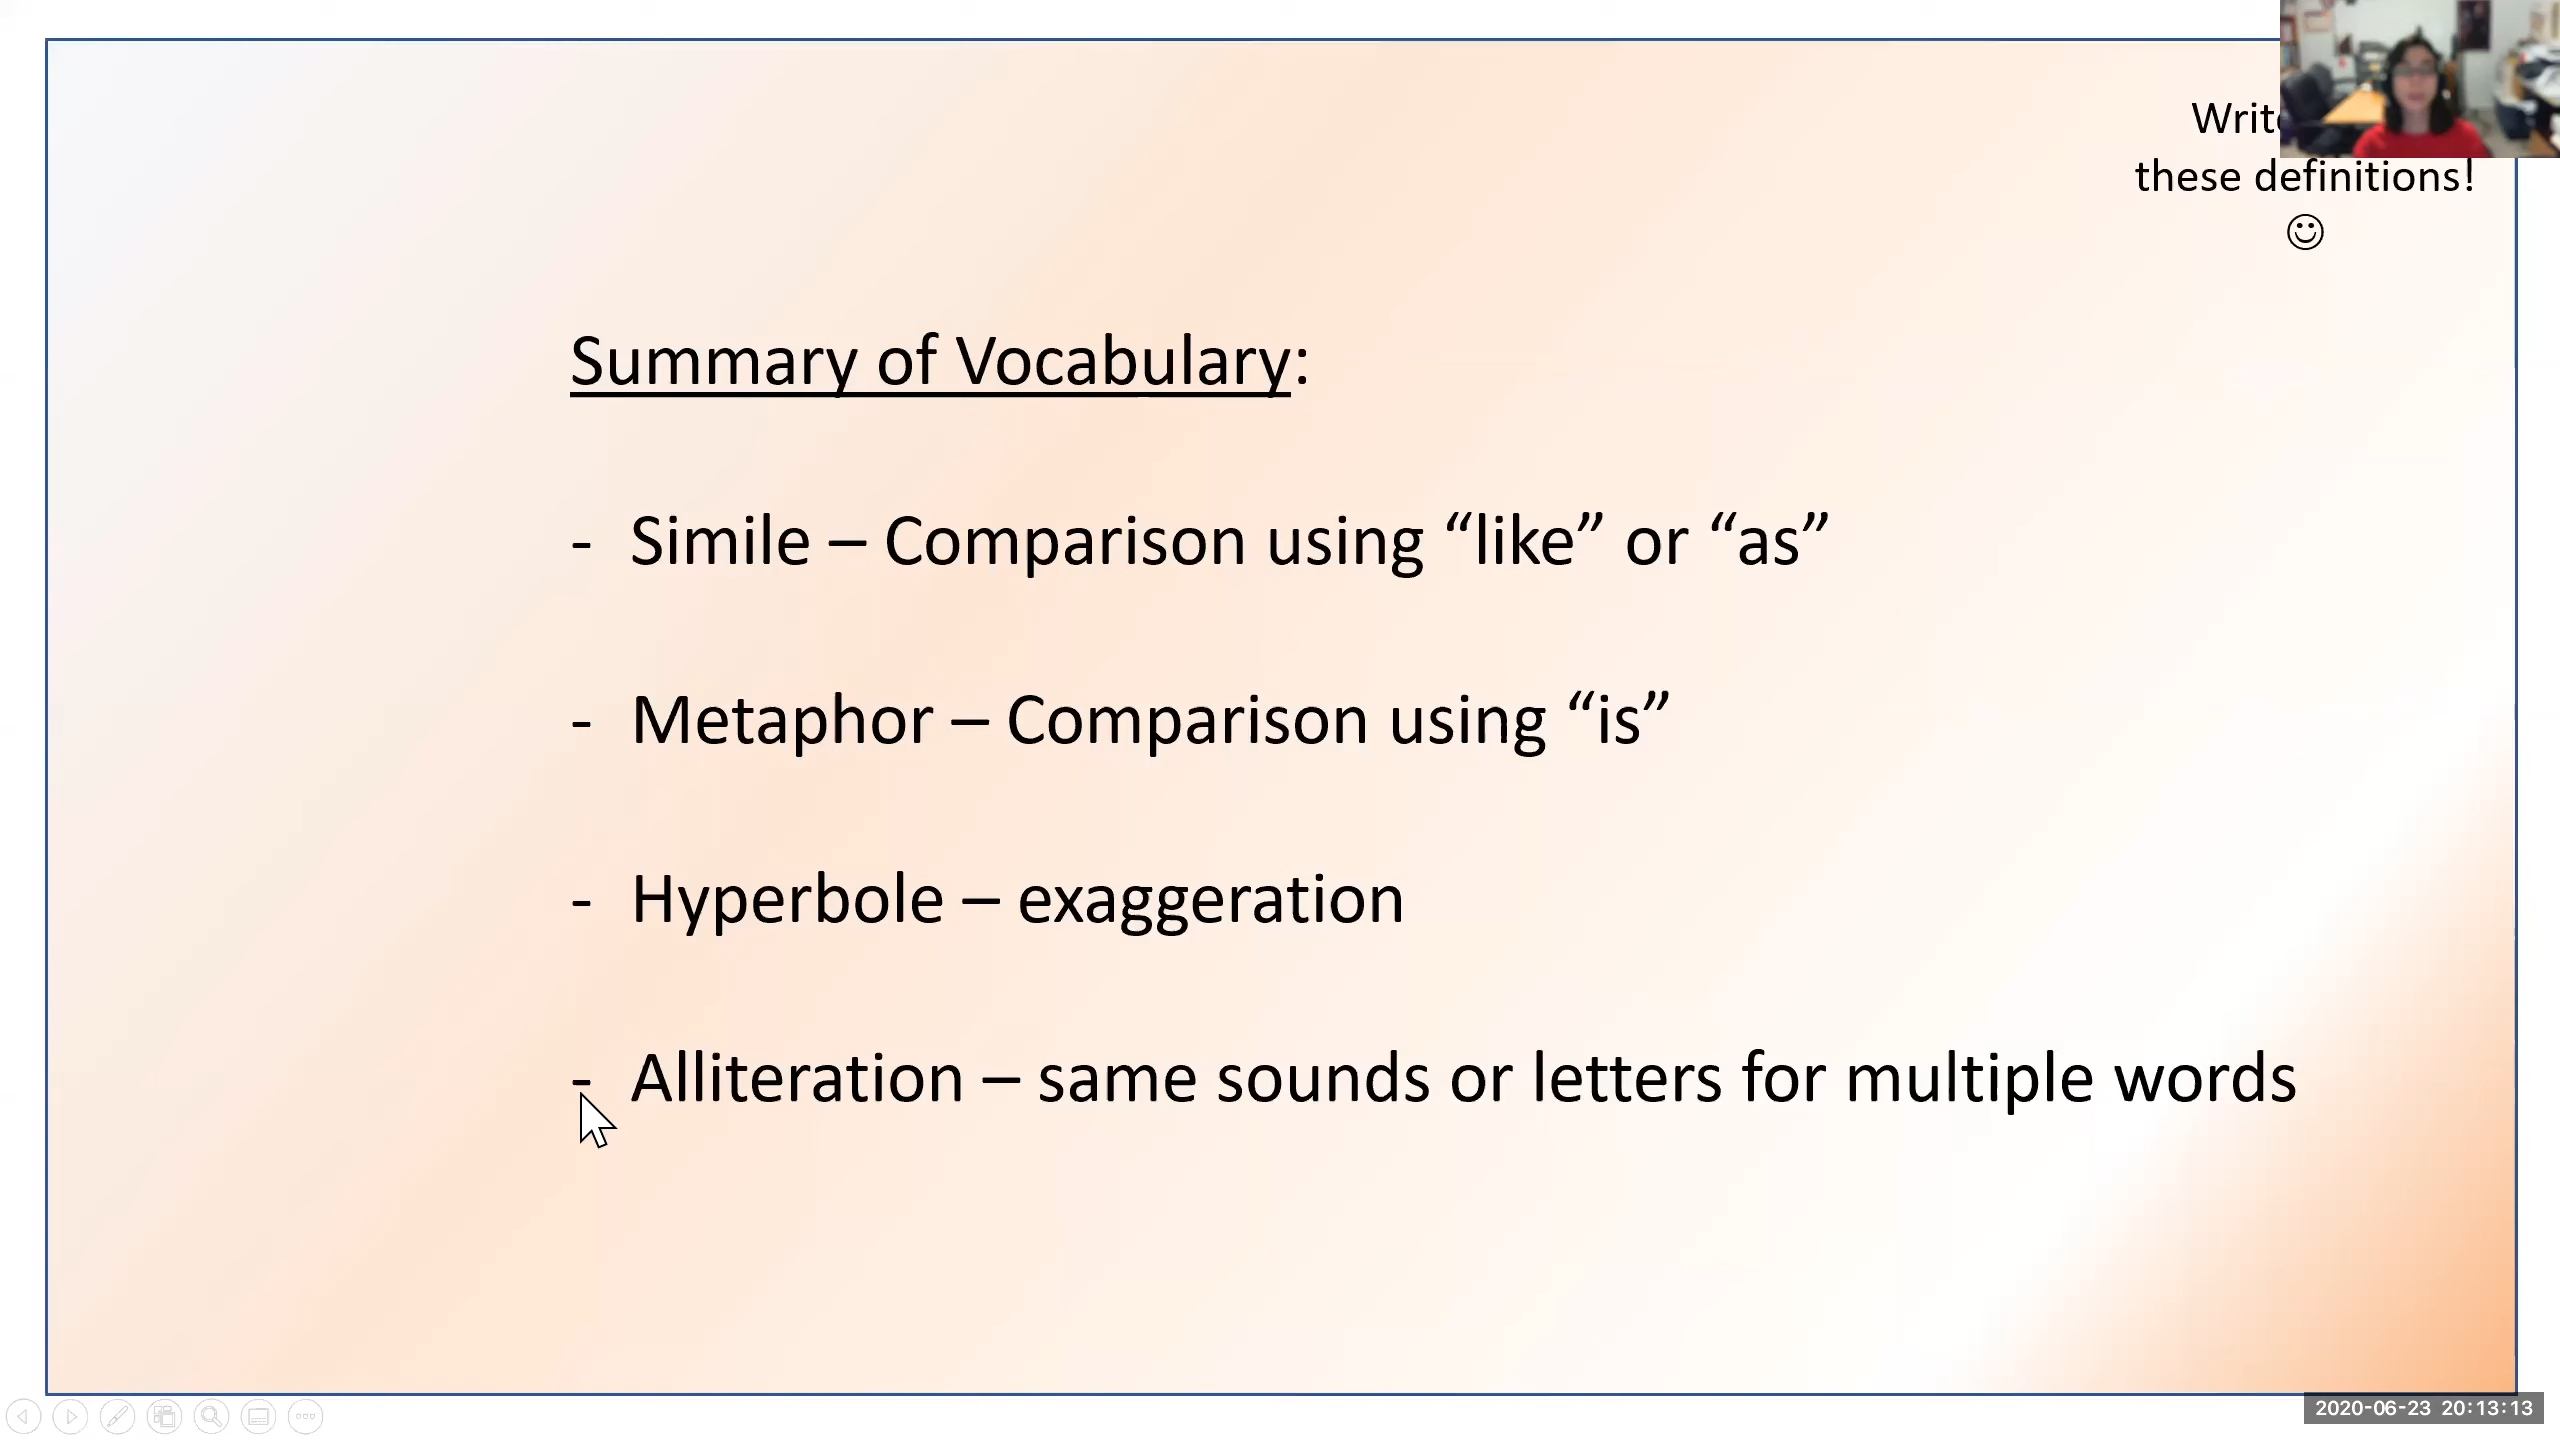 these definitions!
☺
Summary of Vocabulary:
- Simile – Comparison using “like” or “as”
- Metaphor – Comparison using “is”
- Hyperbole – exaggeration
- Alliteration – same sounds or letters for multiple words
2020-06-23 20:13:13